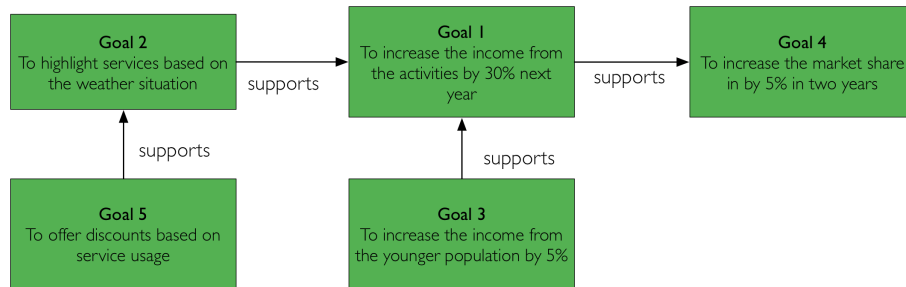 Goal 2
To highlight services based on
the weather situation
supports
Goal 1
To increase the income from
the activities by 30% next
year
supports
Goal 4
To increase the market share
in by 5% in two years
supports
supports
Goal 5
To offer discounts based on
service usage
Goal 3
To increase the income from
the younger population by 5%